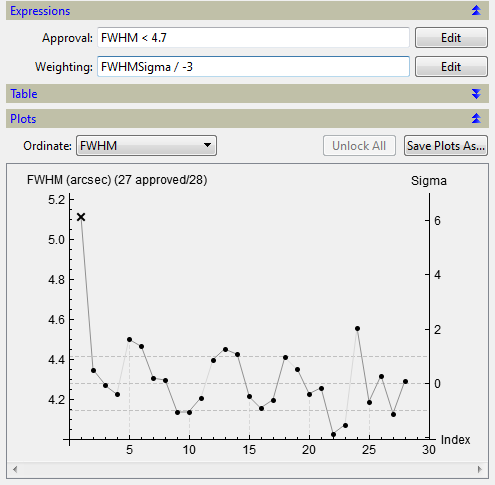 Expressions
Approval: FWHM < 4.7 Edit
Weighting: FWHMSigma / -3 Edit
Table
Plots
Ordinate: FWHM Unlock All Save Plots As...
FWHM (arcsec) (27 approved/28) Sigma
5.2
6
5.0
4.8
4
4.6
2
4.4
0
4.2
-2
Index
5 10 15 20 25 30